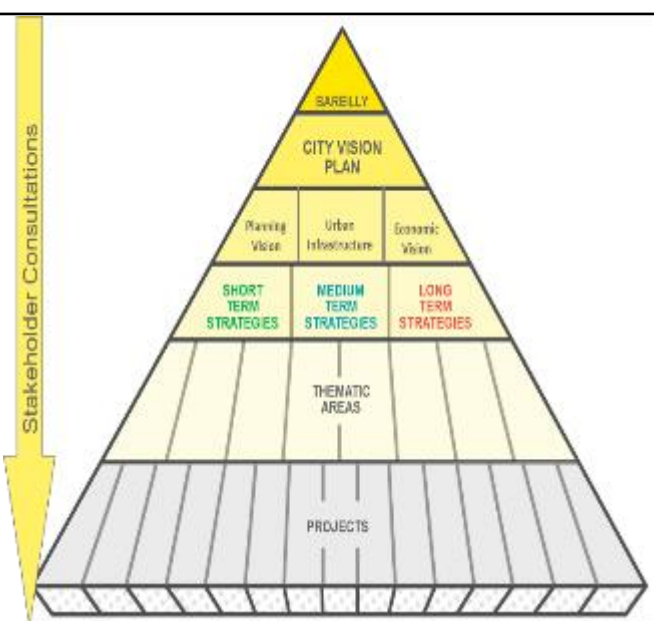 Stakeholder Consultations
BAREILLY
CITY VISION
PLAN
Planning
Vision
Urban
Infrastructure
Economic
Vision
SHORT
TERM
STRATEGIES
MEDIUM
TERM
STRATEGIES
LONG
TERM
STRATEGIES
THEMATIC
AREAS
PROJECTS